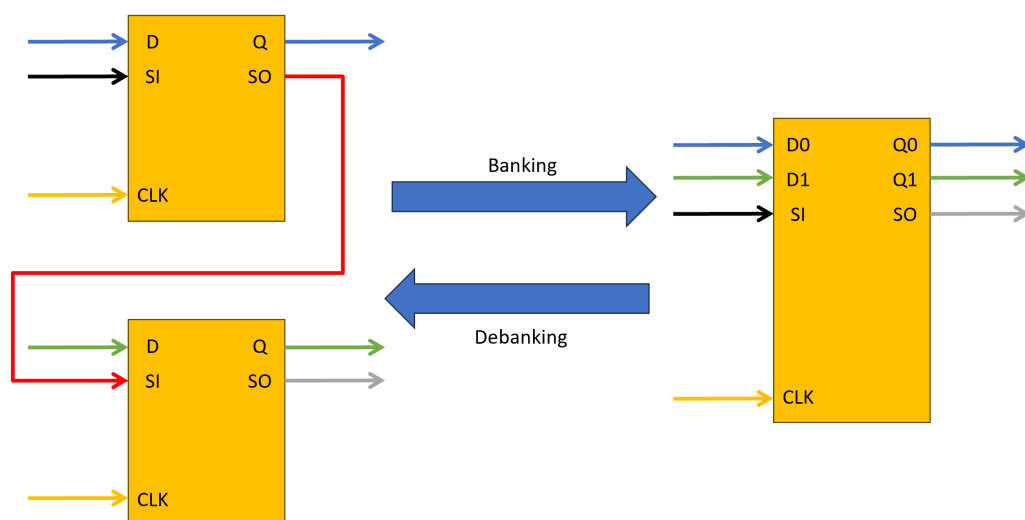 D Q
SI SO
CLK
D Q
SI SO
CLK
Banking
Debanking
D0 Q0
D1 Q1
SI SO
CLK